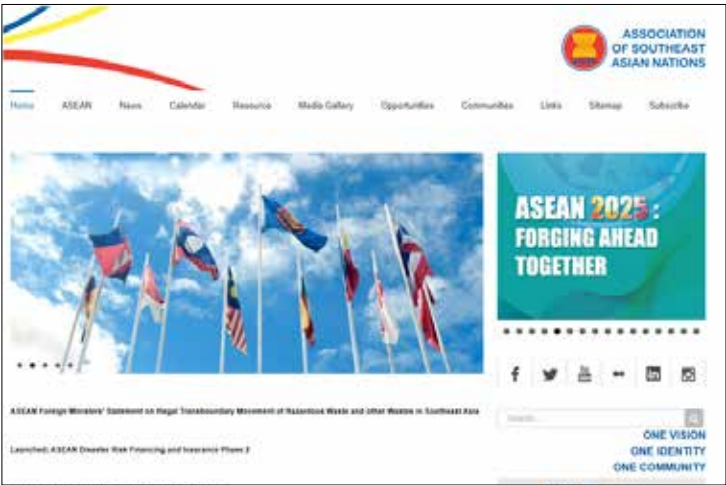 ASSOCIATION
OF SOUTHEAST
ASIAN NATIONS
Home ASEAN News Calendar Resource Media Gallery Opportunities Communities Links Sitemap Subscribe
ASEAN 2025 :
FORGING AHEAD
TOGETHER
ASEAN Foreign Ministers' Statement on Illegal Transboundary Movement of Hazardous Waste and other Wastes in Southeast Asia
Search...
ONE VISION
Launched: ASEAN Disaster Risk Financing and Insurance Phase 2
ONE IDENTITY
ONE COMMUNITY